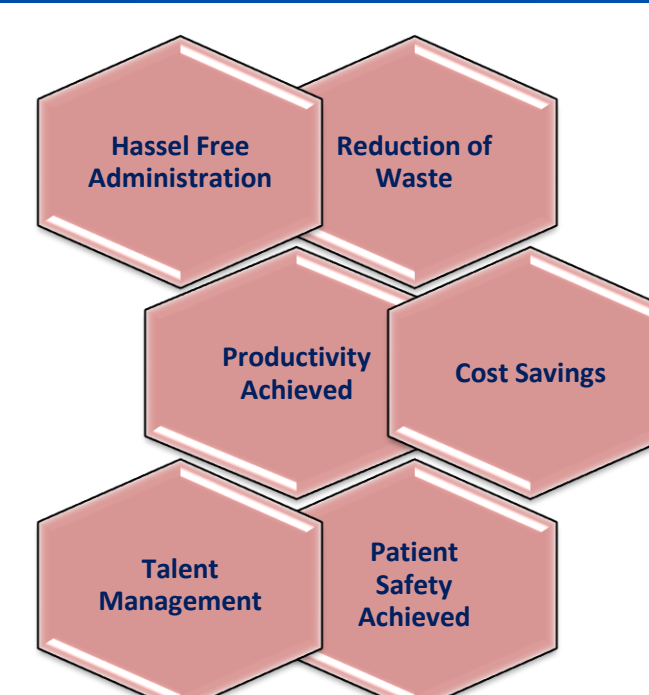 Hassel Free
Administration
Reduction of
Waste
Productivity
Achieved
Cost Savings
Talent
Management
Patient
Safety
Achieved